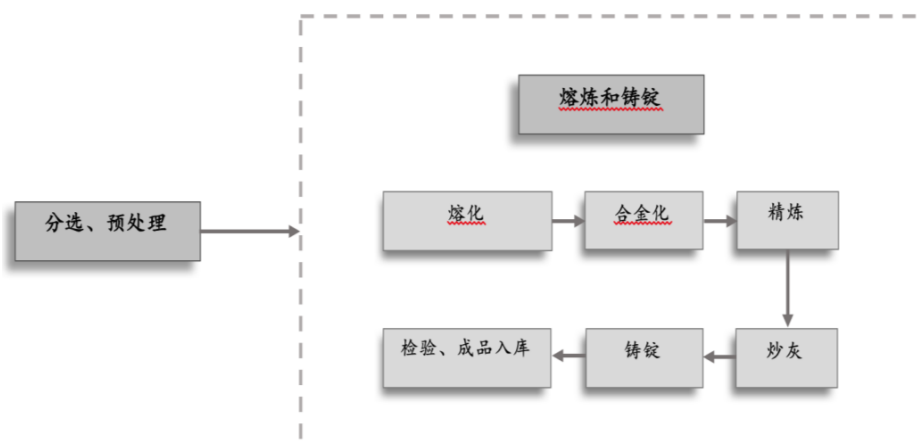 熔炼和铸锭
分选、预处理
熔化
合金化
精炼
检验、成品入库
铸锭
炒灰